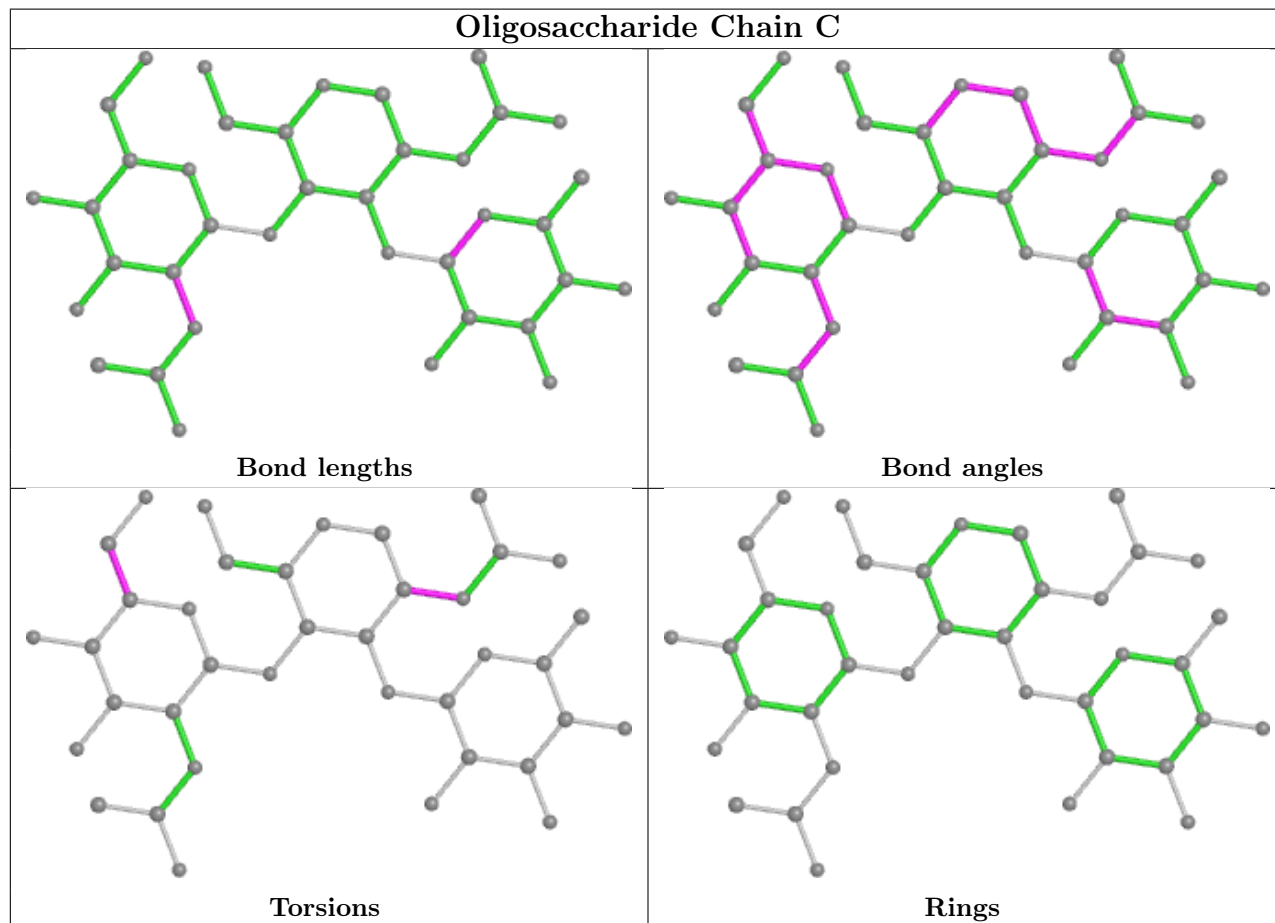 Oligosaccharide Chain C
Bond lengths
Bond angles
Torsions
Rings